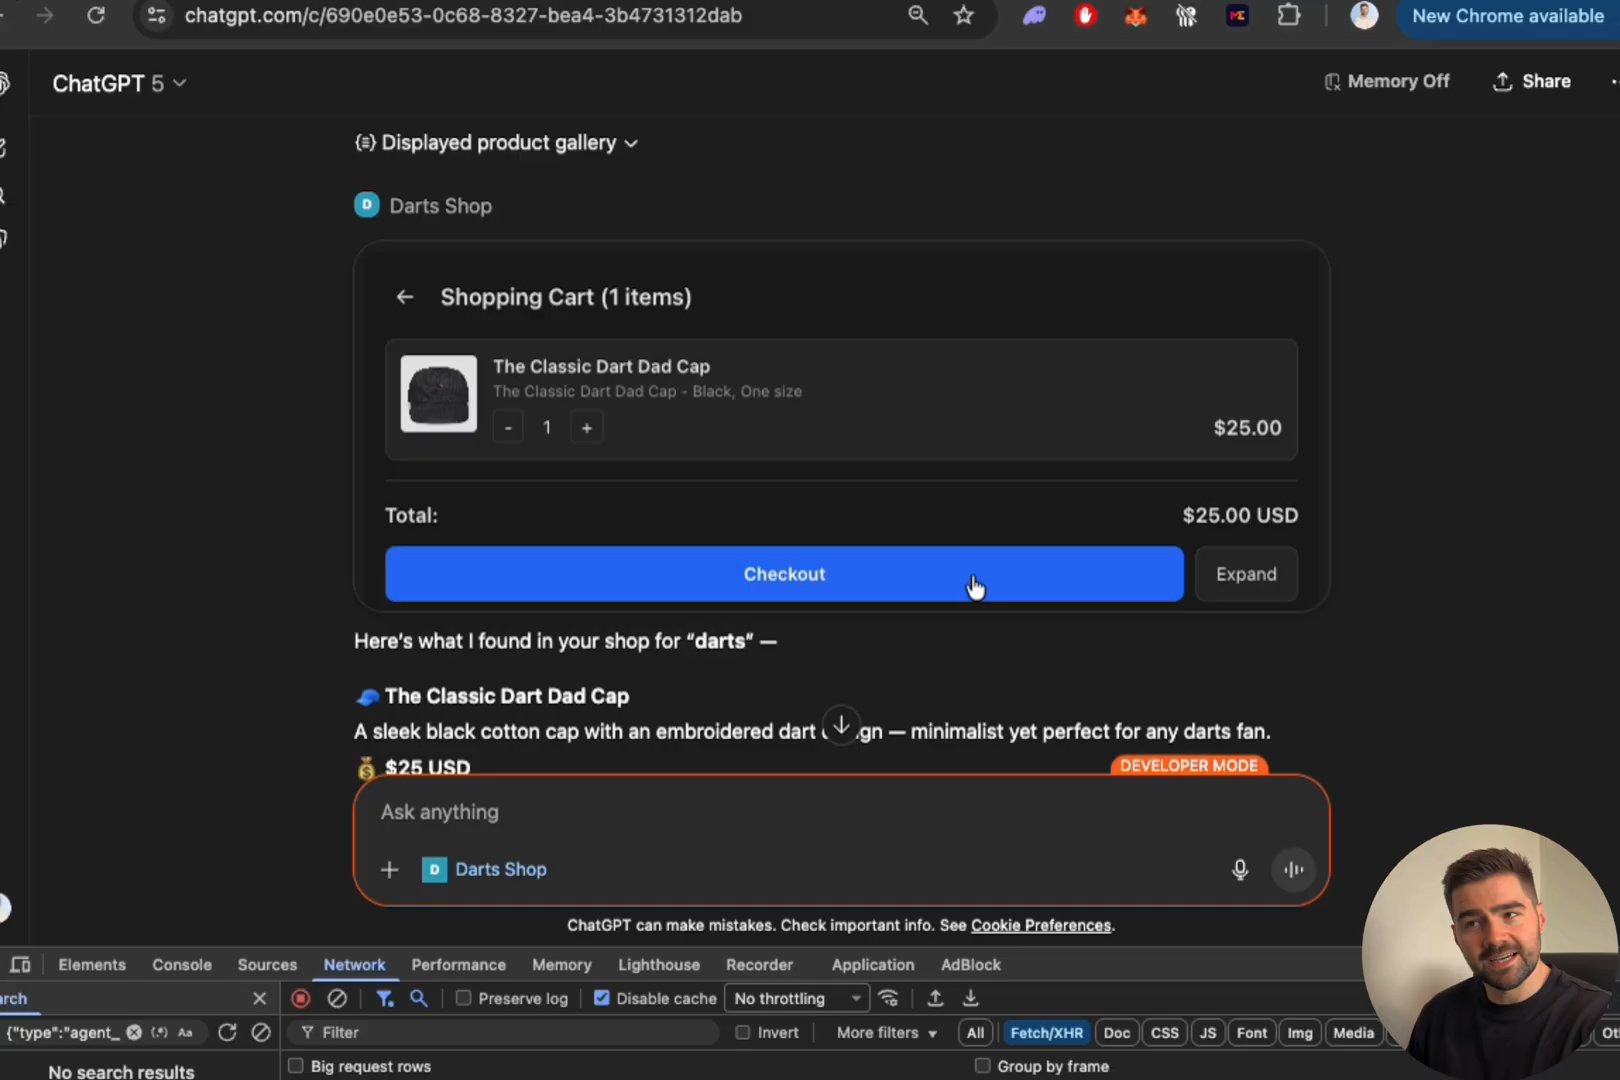 chatgpt.com/c/690e0e53-0c68-8327-bea4-3b4731312dab
New Chrome available
ChatGPT 5
Memory Off
Share
Displayed product gallery
D Darts Shop
Shopping Cart (1 items)
The Classic Dart Dad Cap
The Classic Dart Dad Cap - Black, One size
- 1 +
$25.00
Total:
$25.00 USD
Checkout
Expand
Here's what I found in your shop for "darts" —
The Classic Dart Dad Cap
A sleek black cotton cap with an embroidered dart — minimalist yet perfect for any darts fan.
$25 USD
DEVELOPER MODE
Ask anything
D Darts Shop
ChatGPT can make mistakes. Check important info. See Cookie Preferences.
Elements Console Sources Network Performance Memory Lighthouse Recorder Application AdBlock
Preserve log Disable cache No throttling
{"type":"agent_ (.*) Aa
Filter Invert More filters All Fetch/XHR Doc CSS JS Font Img Media
No search results
Big request rows
Group by frame